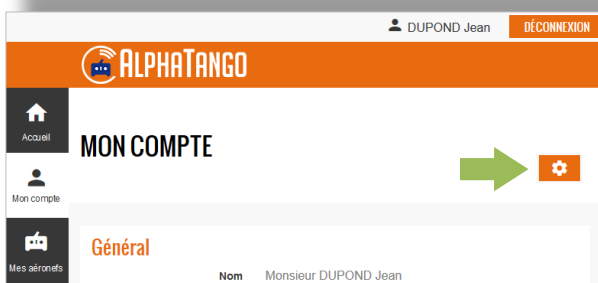 DUPOND Jean
DÉCONNEXION
ALPHATANGO
Accueil
MON COMPTE
Mon compte
Général
Mes aéronefs
Nom Monsieur DUPOND Jean